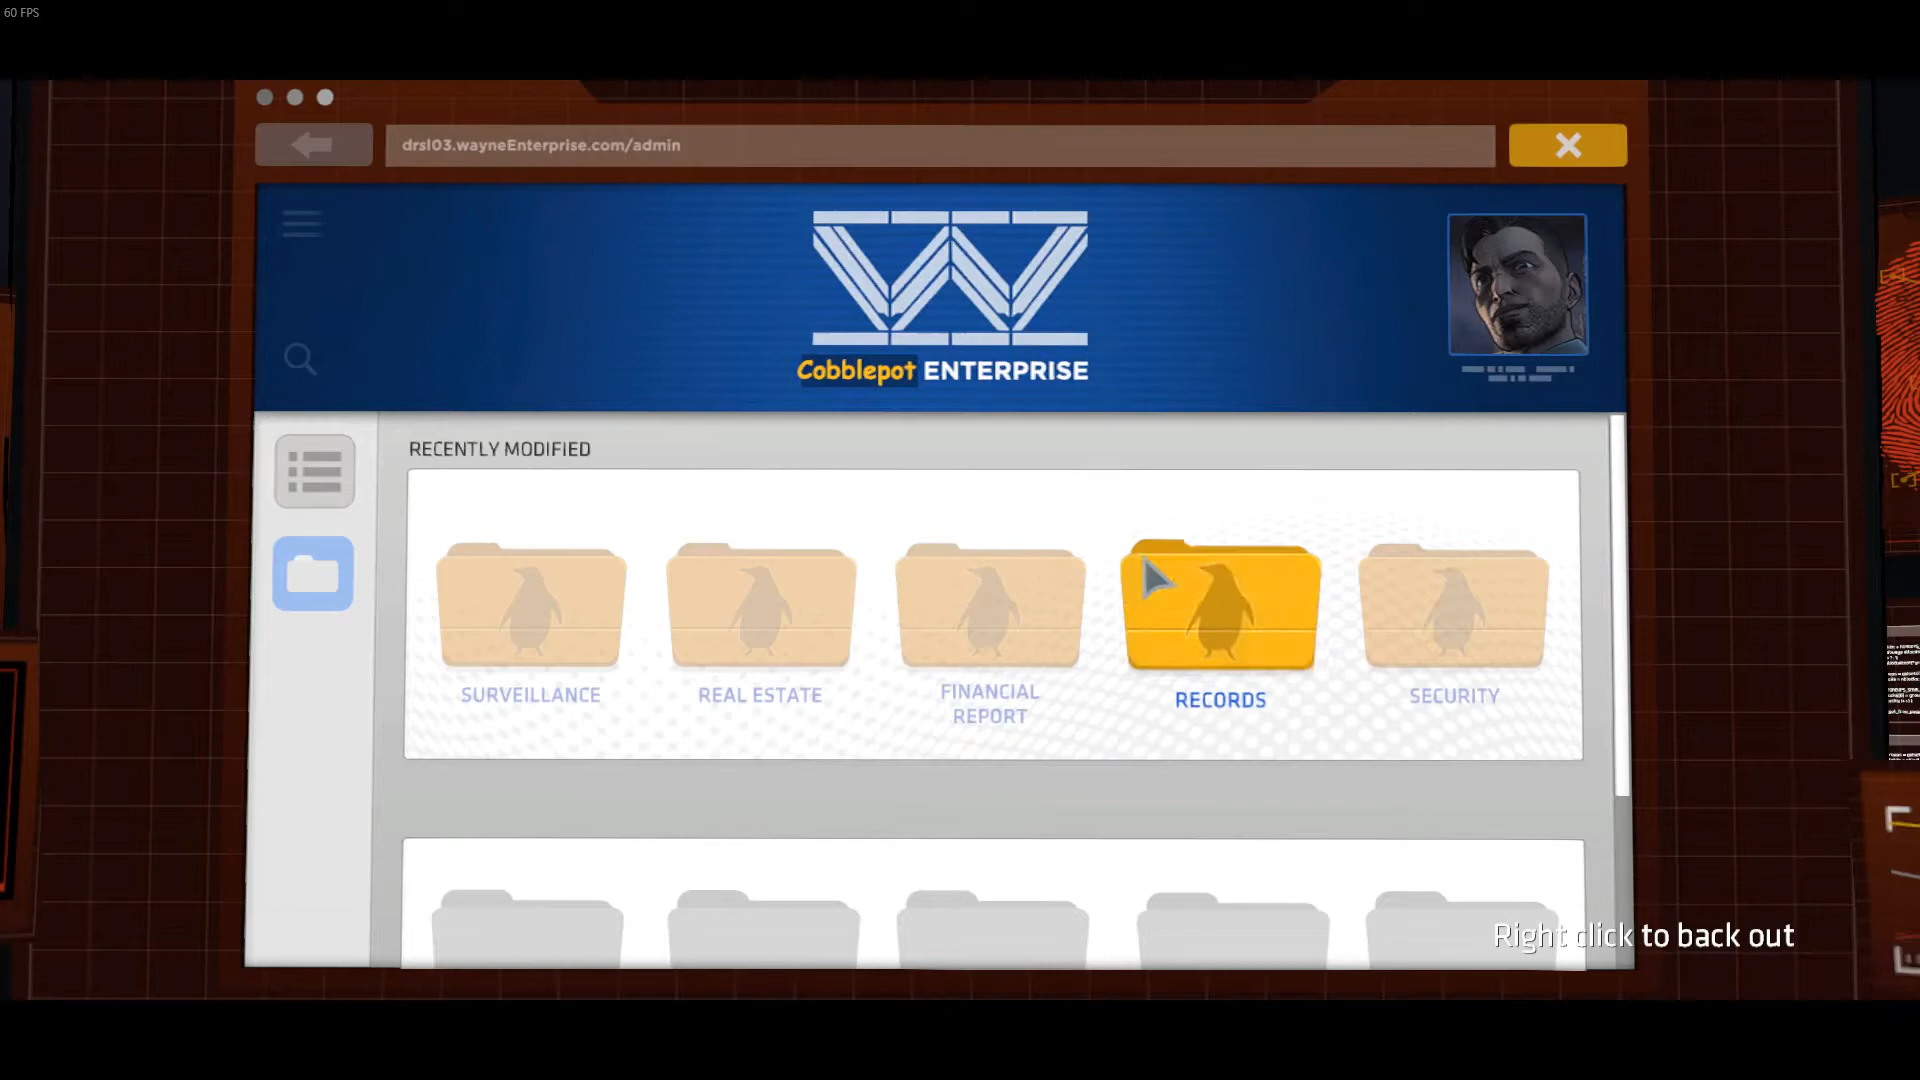 60 FPS
drsl03.wayneEnterprise.com/admin
Cobblepot ENTERPRISE
RECENTLY MODIFIED
SURVEILLANCE
REAL ESTATE
FINANCIAL
REPORT
RECORDS
SECURITY
Right click to back out